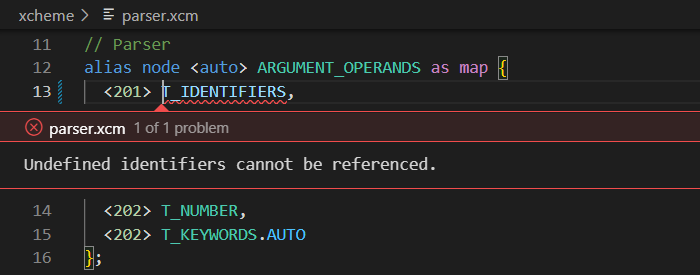 xcheme > parser.xcm
11 // Parser
12 alias node <auto> ARGUMENT_OPERANDS as map {
13 <201> T_IDENTIFIERS,
parser.xcm 1 of 1 problem
Undefined identifiers cannot be referenced.
14 <202> T_NUMBER,
15 <202> T_KEYWORDS.AUTO
16 };